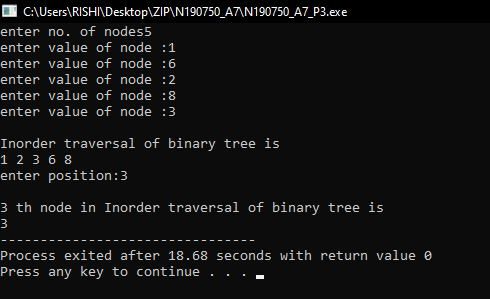 C:\Users\RISHI\Desktop\ZIP\N190750_A7\N190750_A7_P3.exe
enter no. of nodes5
enter value of node :1
enter value of node :6
enter value of node :2
enter value of node :8
enter value of node :3
Inorder traversal of binary tree is
1 2 3 6 8
enter position:3
3 th node in Inorder traversal of binary tree is
3
--------------------------------
Process exited after 18.68 seconds with return value 0
Press any key to continue . . .